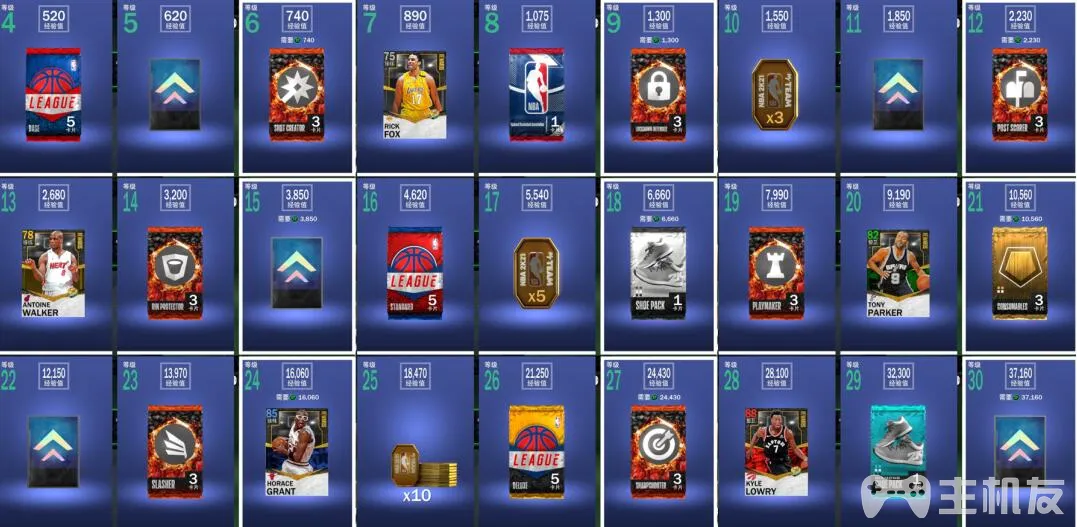 等级
4
520
经验值
LEAGUE
BASE
5
卡片
等级
5
620
经验值
等级
6
740
经验值
需要 740
SHOT CREATOR
3
卡片
等级
7
890
经验值
75
RICK
FOX
等级
8
1,075
经验值
NBA
1
卡片
等级
9
1,300
经验值
需要 1,300
LOCKDOWN DEFENDER
3
卡片
等级
10
1,550
经验值
NBA 2K21
MYTEAM
x3
等级
11
1,850
经验值
等级
12
2,230
经验值
需要 2,230
POST SCORER
3
卡片
等级
13
2,680
经验值
78
HEAT
8
ANTOINE
WALKER
等级
14
3,200
经验值
RIM PROTECTOR
3
卡片
等级
15
3,850
经验值
需要 3,850
等级
16
4,620
经验值
LEAGUE
STANDARD
5
卡片
等级
17
5,540
经验值
NBA 2K21
MYTEAM
x5
等级
18
6,660
经验值
需要 6,660
SHOE PACK
1
卡片
等级
19
7,990
经验值
PLAYMAKER
3
卡片
等级
20
9,190
经验值
82
9
TONY
PARKER
等级
21
10,560
经验值
需要 10,560
CONSUMABLES
3
卡片
等级
22
12,150
经验值
等级
23
13,970
经验值
SLASHER
3
卡片
等级
24
16,060
经验值
需要 16,060
85
HORACE
GRANT
等级
25
18,470
经验值
x10
等级
26
21,250
经验值
LEAGUE
DELUXE
5
卡片
等级
27
24,430
经验值
需要 24,430
SHARPSHOOTER
3
卡片
等级
28
28,100
经验值
88
7
KYLE
LOWRY
等级
29
32,300
经验值
1
等级
30
37,160
经验值
需要 37,160
主机友